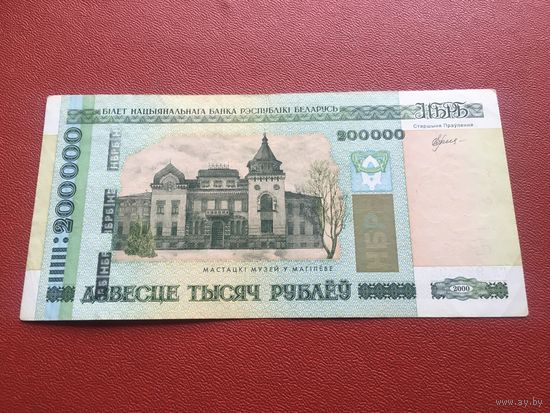 БІЛЕТ НАЦЫЯНАЛЬНАГА БАНКА РЭСПУБЛІКІ БЕЛАРУСЬ
НБРБ
Старшыня Праўлення
200000
200000
МАСТАЦКІ МУЗЕЙ У МАГІЛЁВЕ
ДЗВЕСЦЕ ТЫСЯЧ РУБЛЁЎ
2000
www.ay.by